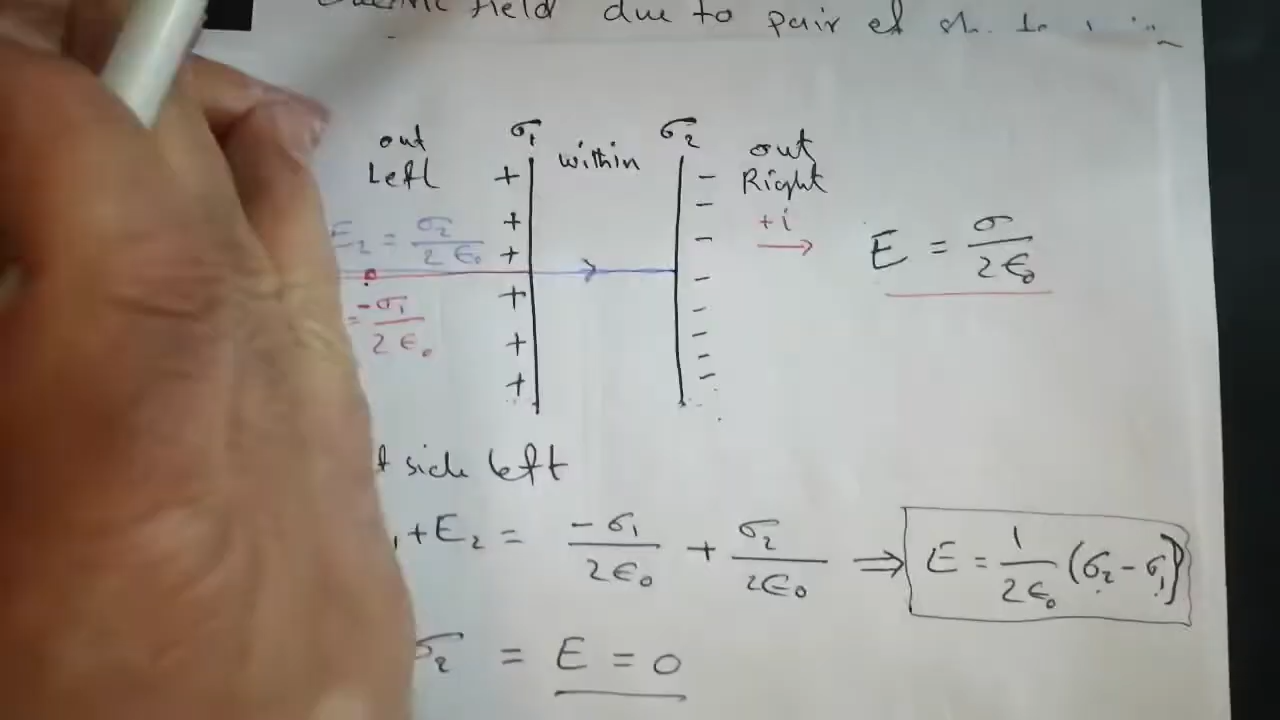 field due to pair of
out Left
σ₁
within
σ₂
out Right
+i
E₂ = σ₂/2ε₀
E = σ/2ε₀
= -σ₁/2ε₀
+ + + + + +
- - - - - - - -
side left
+E₂ = -σ₁/2ε₀ + σ₂/2ε₀ ⇒ E = 1/2ε₀ (σ₂ - σ₁)
σ₂ = E = 0